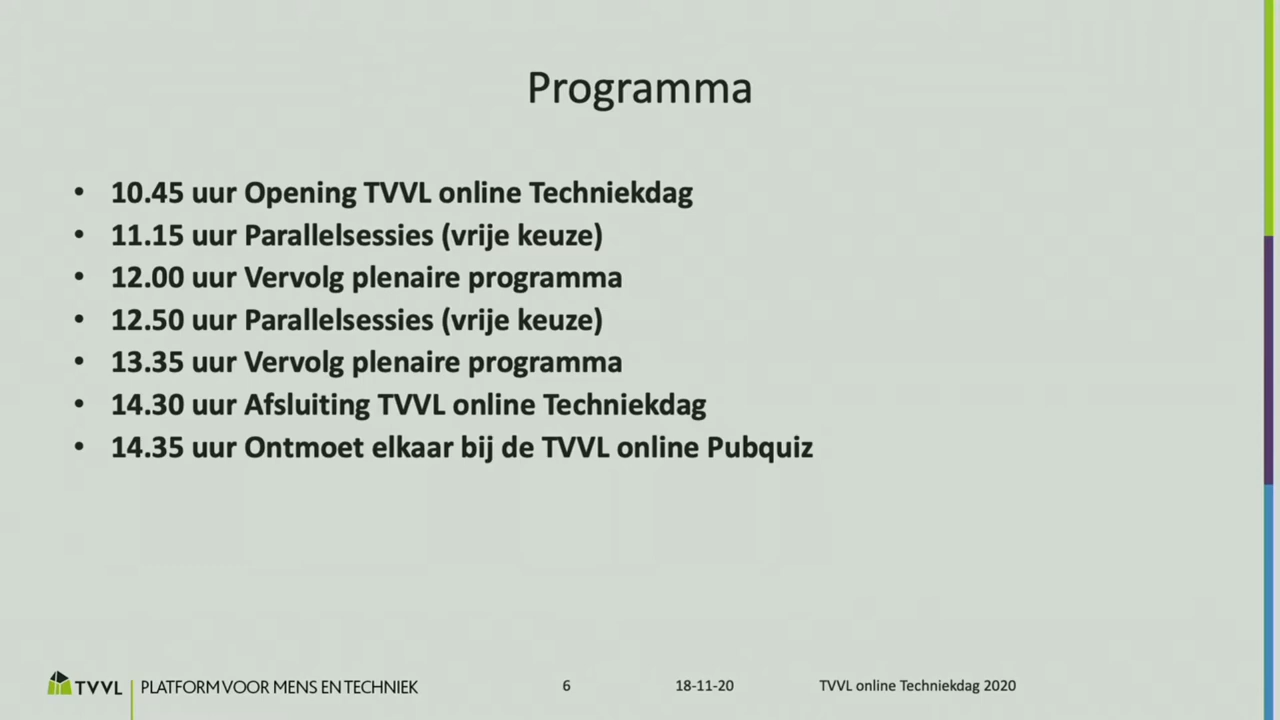 Programma
• 10.45 uur Opening TVVL online Techniekdag
• 11.15 uur Parallelsessies (vrije keuze)
• 12.00 uur Vervolg plenaire programma
• 12.50 uur Parallelsessies (vrije keuze)
• 13.35 uur Vervolg plenaire programma
• 14.30 uur Afsluiting TVVL online Techniekdag
• 14.35 uur Ontmoet elkaar bij de TVVL online Pubquiz
TVVL PLATFORM VOOR MENS EN TECHNIEK 6 18-11-20 TVVL online Techniekdag 2020